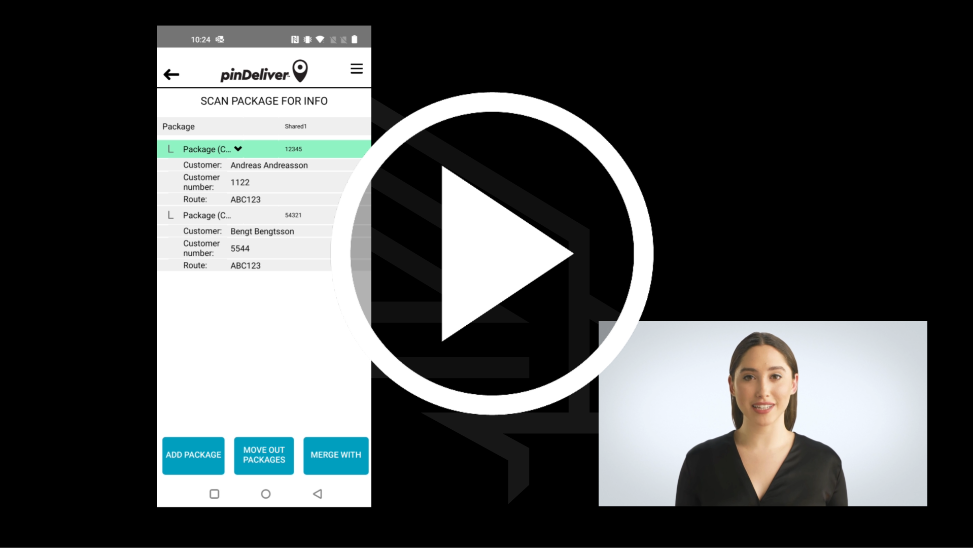 10:24
pinDeliver
SCAN PACKAGE FOR INFO
Package Shared1
Package (C... 12345
Customer: Andreas Andreasson
Customer number: 1122
Route: ABC123
Package (C... 54321
Customer: Bengt Bengtsson
Customer number: 5544
Route: ABC123
ADD PACKAGE
MOVE OUT
PACKAGES
MERGE WITH